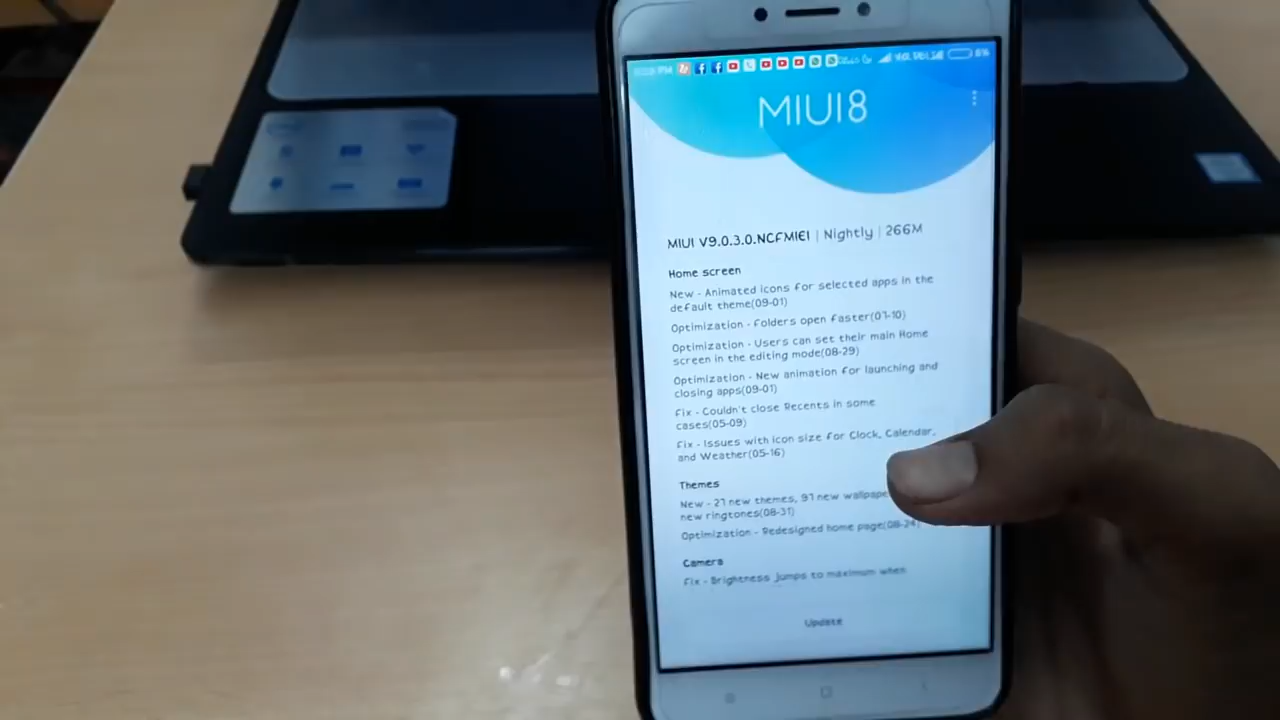 MIUI8
MIUI V9.0.3.0.NCFMIEI | Nightly | 266M
Home screen
New - Animated icons for selected apps in the
default theme(09-01)
Optimization - Folders open faster(07-10)
Optimization - Users can set their main Home
screen in the editing mode(08-29)
Optimization - New animation for launching and
closing apps(09-01)
Fix - Couldn't close Recents in some
cases(05-09)
Fix - Issues with icon size for Clock, Calendar,
and Weather(05-16)
Themes
New - 27 new themes, 97 new
new ringtones(08-31)
Optimization - Redesigned home page(08-24)
Camera
Fix - Brightness jumps to maximum when
Update